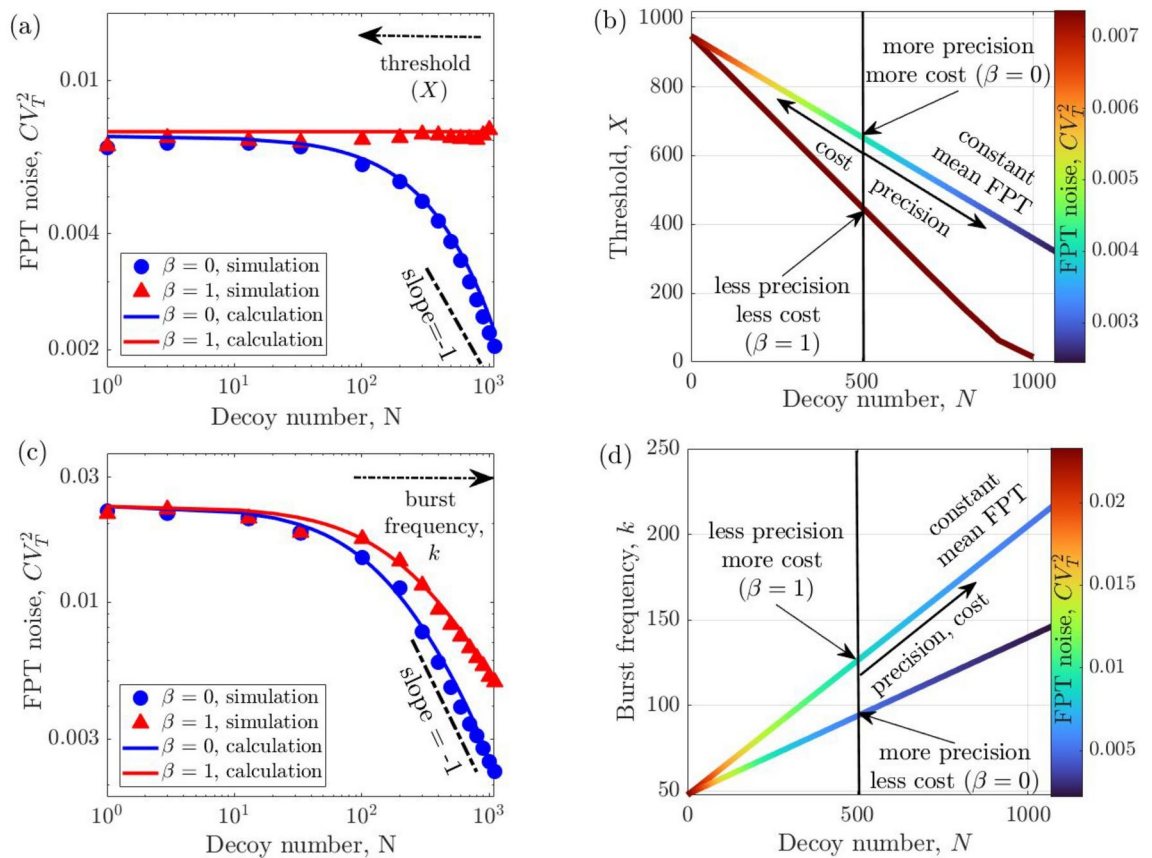 (a)
FPT noise, CV_T^2
0.01
0.004
0.002
threshold
(X)
slope=-1
β = 0, simulation
β = 1, simulation
β = 0, calculation
β = 1, calculation
10^0
10^1
10^2
10^3
Decoy number, N
(b)
Threshold, X
1000
800
600
400
200
0
more precision
more cost (β = 0)
constant
mean FPT
cost
precision
less precision
less cost
(β = 1)
0
500
1000
Decoy number, N
FPT noise, CV_T^2
0.007
0.006
0.005
0.004
0.003
(c)
FPT noise, CV_T^2
0.03
0.01
0.003
burst
frequency,
k
slope = -1
β = 0, simulation
β = 1, simulation
β = 0, calculation
β = 1, calculation
10^0
10^1
10^2
10^3
Decoy number, N
(d)
Burst frequency, k
250
200
150
100
50
constant
mean FPT
less precision
more cost
(β = 1)
precision, cost
more precision
less cost (β = 0)
0
500
1000
Decoy number, N
FPT noise, CV_T^2
0.02
0.015
0.01
0.005